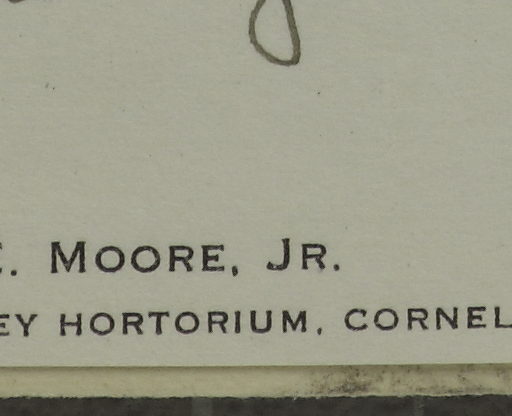 E. MOORE, JR.
EY HORTORIUM, CORNEL